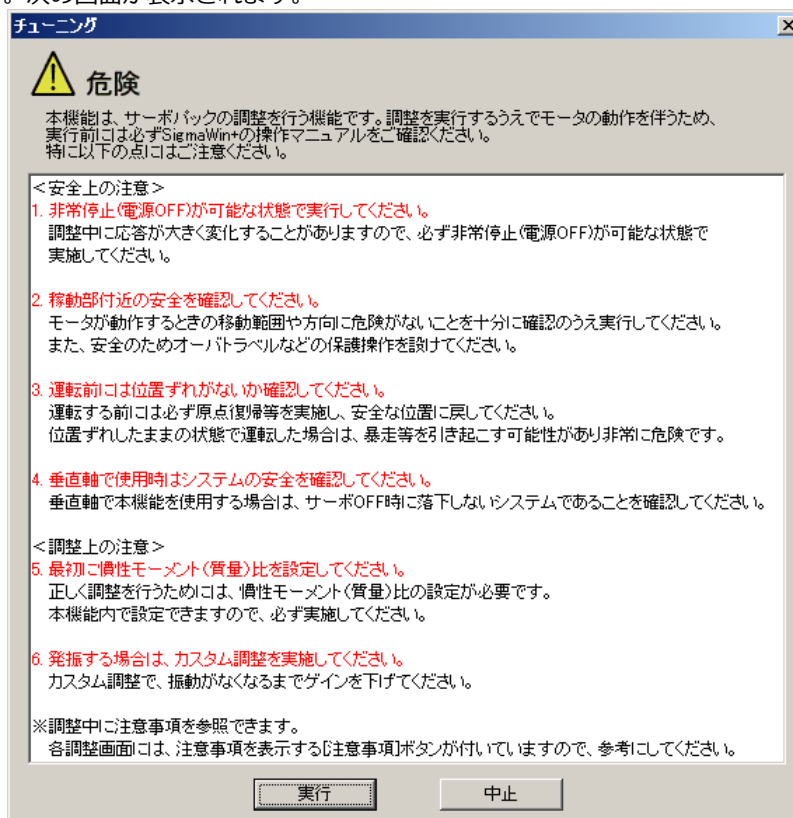 。次の画面が表示されます。
チューニング
危険
本機能は、サーボパックの調整を行う機能です。調整を実行するうえでモータの動作を伴うため、
実行前には必ずSigmaWin+の操作マニュアルをご確認ください。
特に以下の点にはご注意ください。
＜安全上の注意＞
1. 非常停止(電源OFF)が可能な状態で実行してください。
調整中に応答が大きく変化することがありますので、必ず非常停止(電源OFF)が可能な状態で
実施してください。
2. 稼動部付近の安全を確認してください。
モータが動作するときの移動範囲や方向に危険がないことを十分に確認のうえ実行してください。
また、安全のためオーバトラベルなどの保護操作を設けてください。
3. 運転前には位置ずれがないか確認してください。
運転する前には必ず原点復帰等を実施し、安全な位置に戻してください。
位置ずれしたままの状態で運転した場合は、暴走等を引き起こす可能性があり非常に危険です。
4. 垂直軸で使用時はシステムの安全を確認してください。
垂直軸で本機能を使用する場合は、サーボOFF時に落下しないシステムであることを確認してください。
＜調整上の注意＞
5. 最初に慣性モーメント（質量）比を設定してください。
正しく調整を行うためには、慣性モーメント（質量）比の設定が必要です。
本機能内で設定できますので、必ず実施してください。
6. 発振する場合は、カスタム調整を実施してください。
カスタム調整で、振動がなくなるまでゲインを下げてください。
※調整中に注意事項を参照できます。
各調整画面には、注意事項を表示する[注意事項]ボタンが付いていますので、参考にしてください。
実行
中止